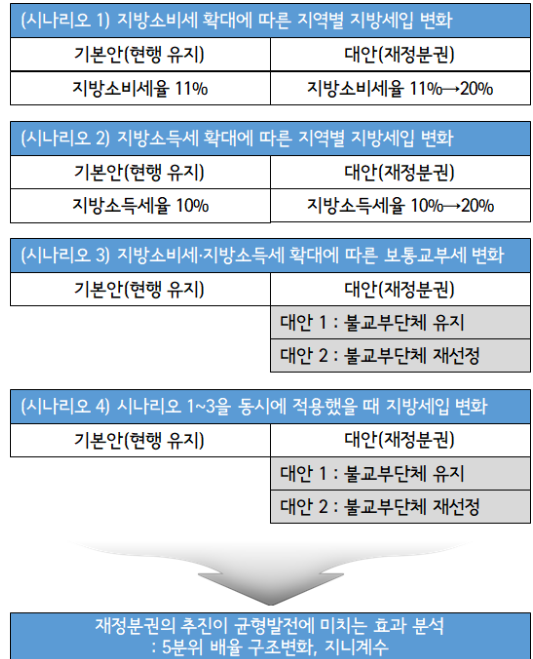 (시나리오 1) 지방소비세 확대에 따른 지역별 지방세입 변화
기본안(현행 유지) 대안(재정분권)
지방소비세율 11% 지방소비세율 11%→20%
(시나리오 2) 지방소득세 확대에 따른 지역별 지방세입 변화
기본안(현행 유지) 대안(재정분권)
지방소득세율 10% 지방소득세율 10%→20%
(시나리오 3) 지방소비세·지방소득세 확대에 따른 보통교부세 변화
기본안(현행 유지) 대안(재정분권)
대안 1 : 불교부단체 유지
대안 2 : 불교부단체 재선정
(시나리오 4) 시나리오 1~3을 동시에 적용했을 때 지방세입 변화
기본안(현행 유지) 대안(재정분권)
대안 1 : 불교부단체 유지
대안 2 : 불교부단체 재선정
재정분권의 추진이 균형발전에 미치는 효과 분석
: 5분위 배율 구조변화, 지니계수